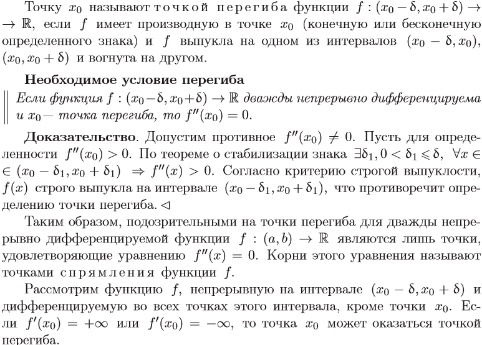 Точку x₀ называют точкой перегиба функции f : (x₀ − δ, x₀ + δ) →
→ ℝ, если f имеет производную в точке x₀ (конечную или бесконечную
определенного знака) и f выпукла на одном из интервалов (x₀ − δ, x₀),
(x₀, x₀ + δ) и вогнута на другом.
Необходимое условие перегиба
Если функция f : (x₀−δ, x₀+δ) → ℝ дважды непрерывно дифференцируема
и x₀ — точка перегиба, то f″(x₀) = 0.
Доказательство. Допустим противное f″(x₀) ≠ 0. Пусть для опреде-
ленности f″(x₀) > 0. По теореме о стабилизации знака ∃δ₁, 0 < δ₁ ⩽ δ, ∀x ∈
∈ (x₀ − δ₁, x₀ + δ₁) ⇒ f″(x) > 0. Согласно критерию строгой выпуклости,
f(x) строго выпукла на интервале (x₀ − δ₁, x₀ + δ₁), что противоречит опре-
делению точки перегиба. ◁
Таким образом, подозрительными на точки перегиба для дважды непре-
рывно дифференцируемой функции f : (a, b) → ℝ являются лишь точки,
удовлетворяющие уравнению f″(x) = 0. Корни этого уравнения называют
точками спрямления функции f.
Рассмотрим функцию f, непрерывную на интервале (x₀ − δ, x₀ + δ) и
дифференцируемую во всех точках этого интервала, кроме точки x₀. Ес-
ли f′(x₀) = +∞ или f′(x₀) = −∞, то точка x₀ может оказаться точкой
перегиба.